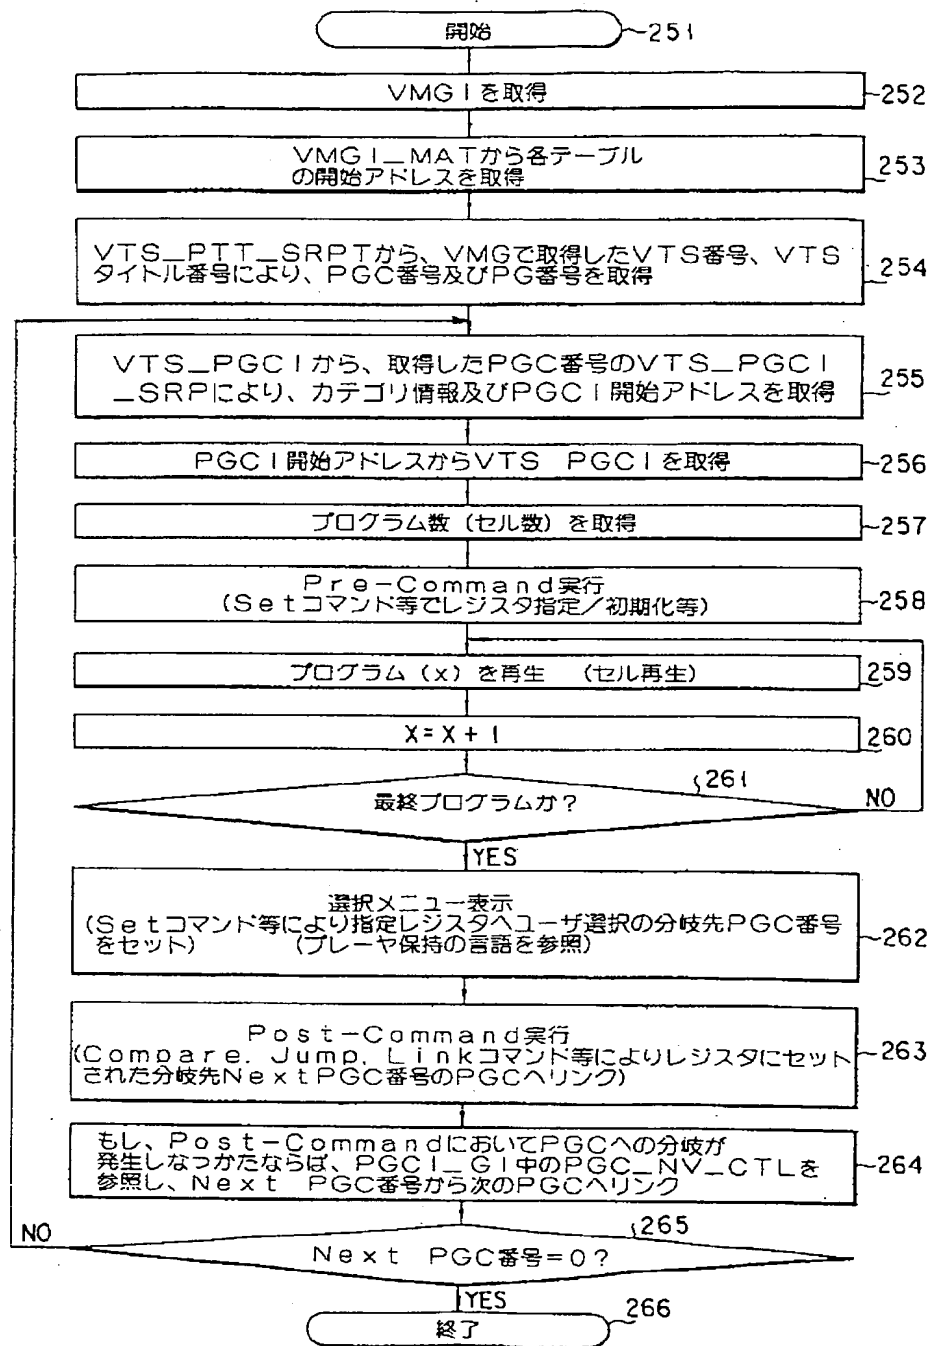 開始
251
VMGIを取得
252
VMGI_MATから各テーブル
の開始アドレスを取得
253
VTS_PTT_SRPTから、VMGで取得したVTS番号、VTS
タイトル番号により、PGC番号及びPG番号を取得
254
VTS_PGCIから、取得したPGC番号のVTS_PGCI
_SRPにより、カテゴリ情報及びPGCI開始アドレスを取得
255
PGCI開始アドレスからVTS PGCIを取得
256
プログラム数（セル数）を取得
257
Pre-Command実行
（Setコマンド等でレジスタ指定／初期化等）
258
プログラム（x）を再生 （セル再生）
259
X=X+1
260
261
最終プログラムか？
NO
YES
選択メニュー表示
（Setコマンド等により指定レジスタへユーザ選択の分岐先PGC番号
をセット） （プレーヤ保持の言語を参照）
262
Post-Command実行
（Compare. Jump. Linkコマンド等によりレジスタにセット
された分岐先NextPGC番号のPGCへリンク）
263
もし、Post-CommandにおいてPGCへの分岐が
発生しなつかたならば、PGCI_GI中のPGC_NV_CTLを
参照し、Next PGC番号から次のPGCへリンク
264
265
NO
Next PGC番号=0？
YES
終了
266